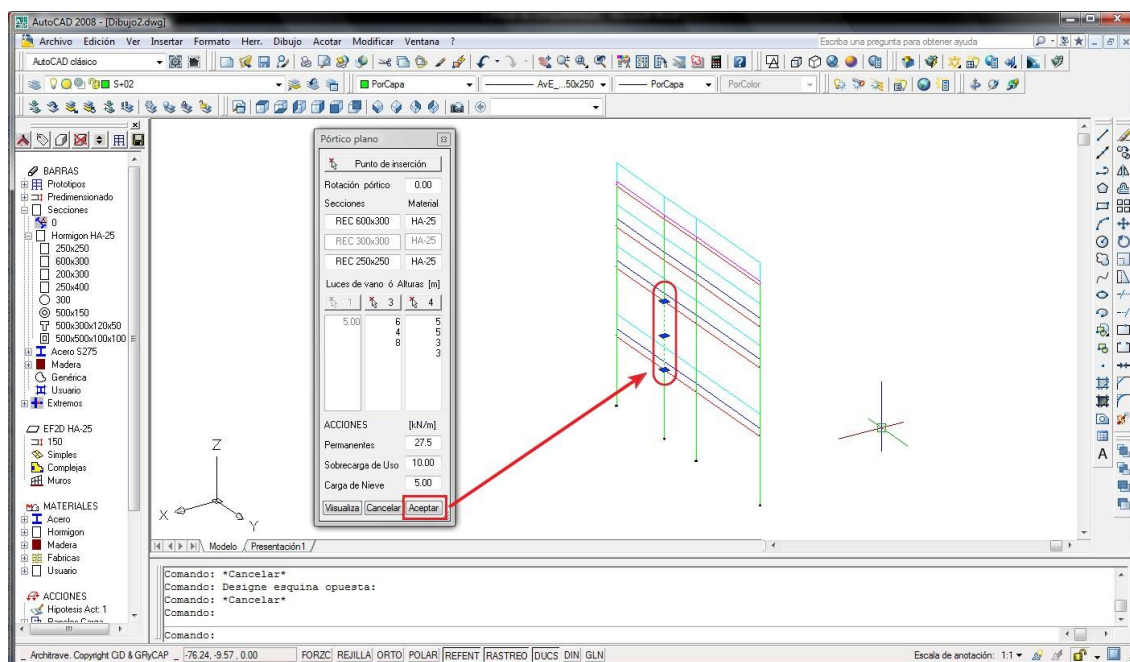 AutoCAD 2008 - [Dibujo2.dwg]
Archivo Edición Ver Insertar Formato Herr. Dibujo Acotar Modificar Ventana ?
Escriba una pregunta para obtener ayuda
AutoCAD clásico
S+02
PorCapa
AvE_...50x250
PorCapa
PorColor
BARRAS
Prototipos
Predimensionado
Secciones
0
Hormigon HA-25
250x250
600x300
200x300
250x400
300
500x150
500x300x120x50
500x500x100x100
Acero S275
Madera
Genérica
Usuario
Extremos
EF2D HA-25
150
Simples
Complejas
Muros
MATERIALES
Acero
Hormigon
Madera
Fabricas
Usuario
ACCIONES
Hipotesis Act: 1
Paneles Carga
Pórtico plano
Punto de inserción
Rotación pórtico 0.00
Secciones Material
REC 600x300 HA-25
REC 300x300 HA-25
REC 250x250 HA-25
Luces de vano ó Alturas [m]
1 3 4
5.00 6 5
4 5
8 3
3
ACCIONES [kN/m]
Permanentes 27.5
Sobrecarga de Uso 10.00
Carga de Nieve 5.00
Visualiza Cancelar Aceptar
Z
X
Y
A
Modelo Presentación1
Comando: *Cancelar*
Comando: Designe esquina opuesta:
Comando: *Cancelar*
Comando:
Comando:
_ Architrave. Copyright CiD & GRyCAP _ -76.24, -9.57 , 0.00 FORZC REJILLA ORTO POLAR REFENT RASTREO DUCS DIN GLN Escala de anotación: 1:1